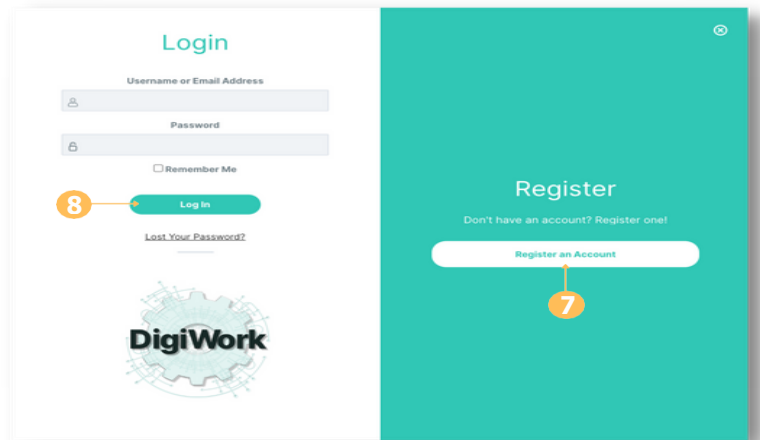 Login
Username or Email Address
Password
Remember Me
8
Log In
Lost Your Password?
DigiWork
Register
Don't have an account? Register one!
Register an Account
7